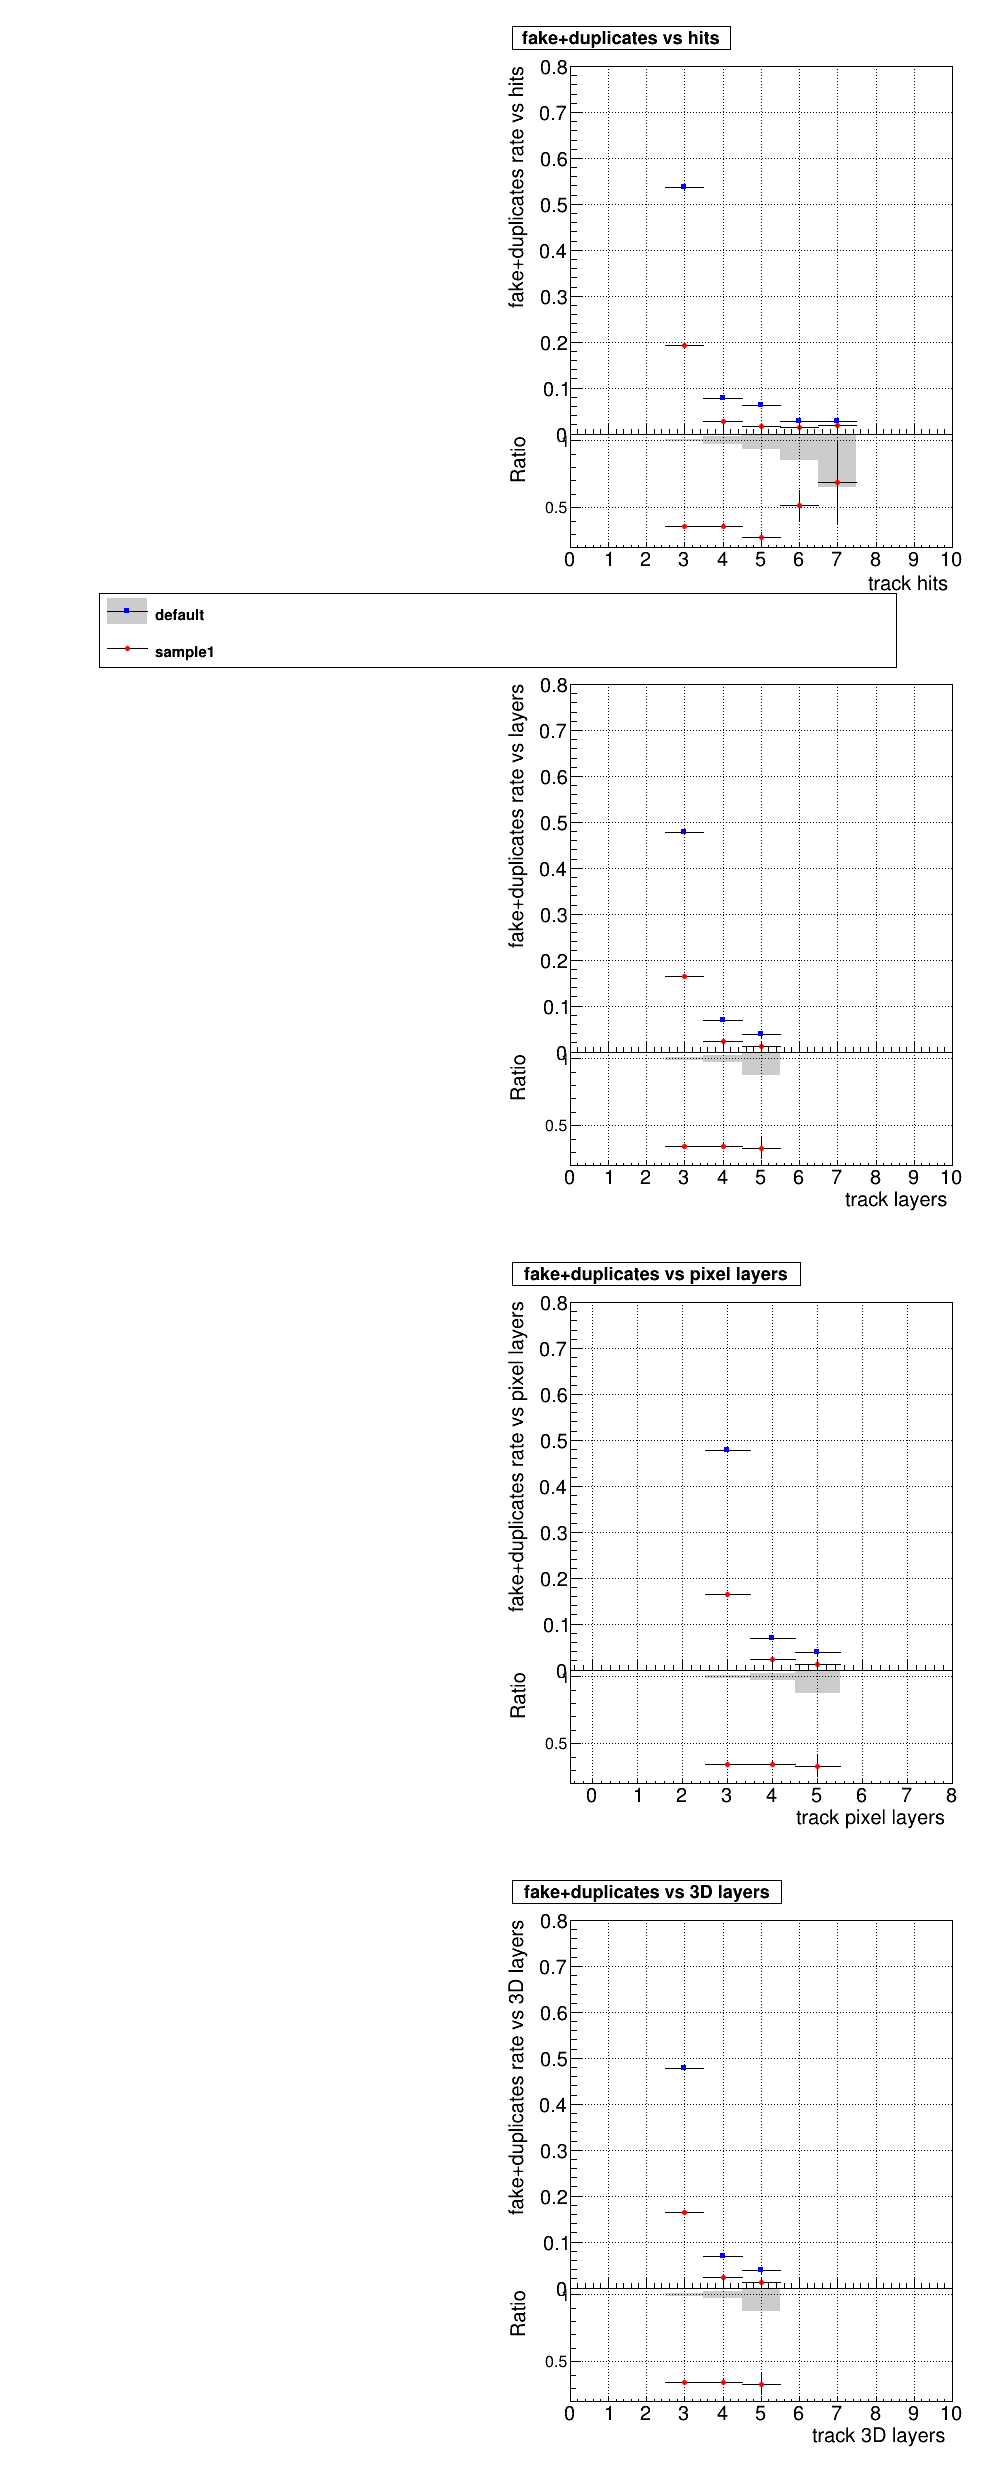 fake+duplicates vs hits
fake+duplicates rate vs hits
0.8
0.7
0.6
0.5
0.4
0.3
0.2
0.1
0
Ratio
1
0.5
0 1 2 3 4 5 6 7 8 9 10
track hits
default
sample1
fake+duplicates rate vs layers
0.8
0.7
0.6
0.5
0.4
0.3
0.2
0.1
0
Ratio
1
0.5
0 1 2 3 4 5 6 7 8 9 10
track layers
fake+duplicates vs pixel layers
fake+duplicates rate vs pixel layers
0.8
0.7
0.6
0.5
0.4
0.3
0.2
0.1
0
Ratio
1
0.5
0 1 2 3 4 5 6 7 8
track pixel layers
fake+duplicates vs 3D layers
fake+duplicates rate vs 3D layers
0.8
0.7
0.6
0.5
0.4
0.3
0.2
0.1
0
Ratio
1
0.5
0 1 2 3 4 5 6 7 8 9 10
track 3D layers